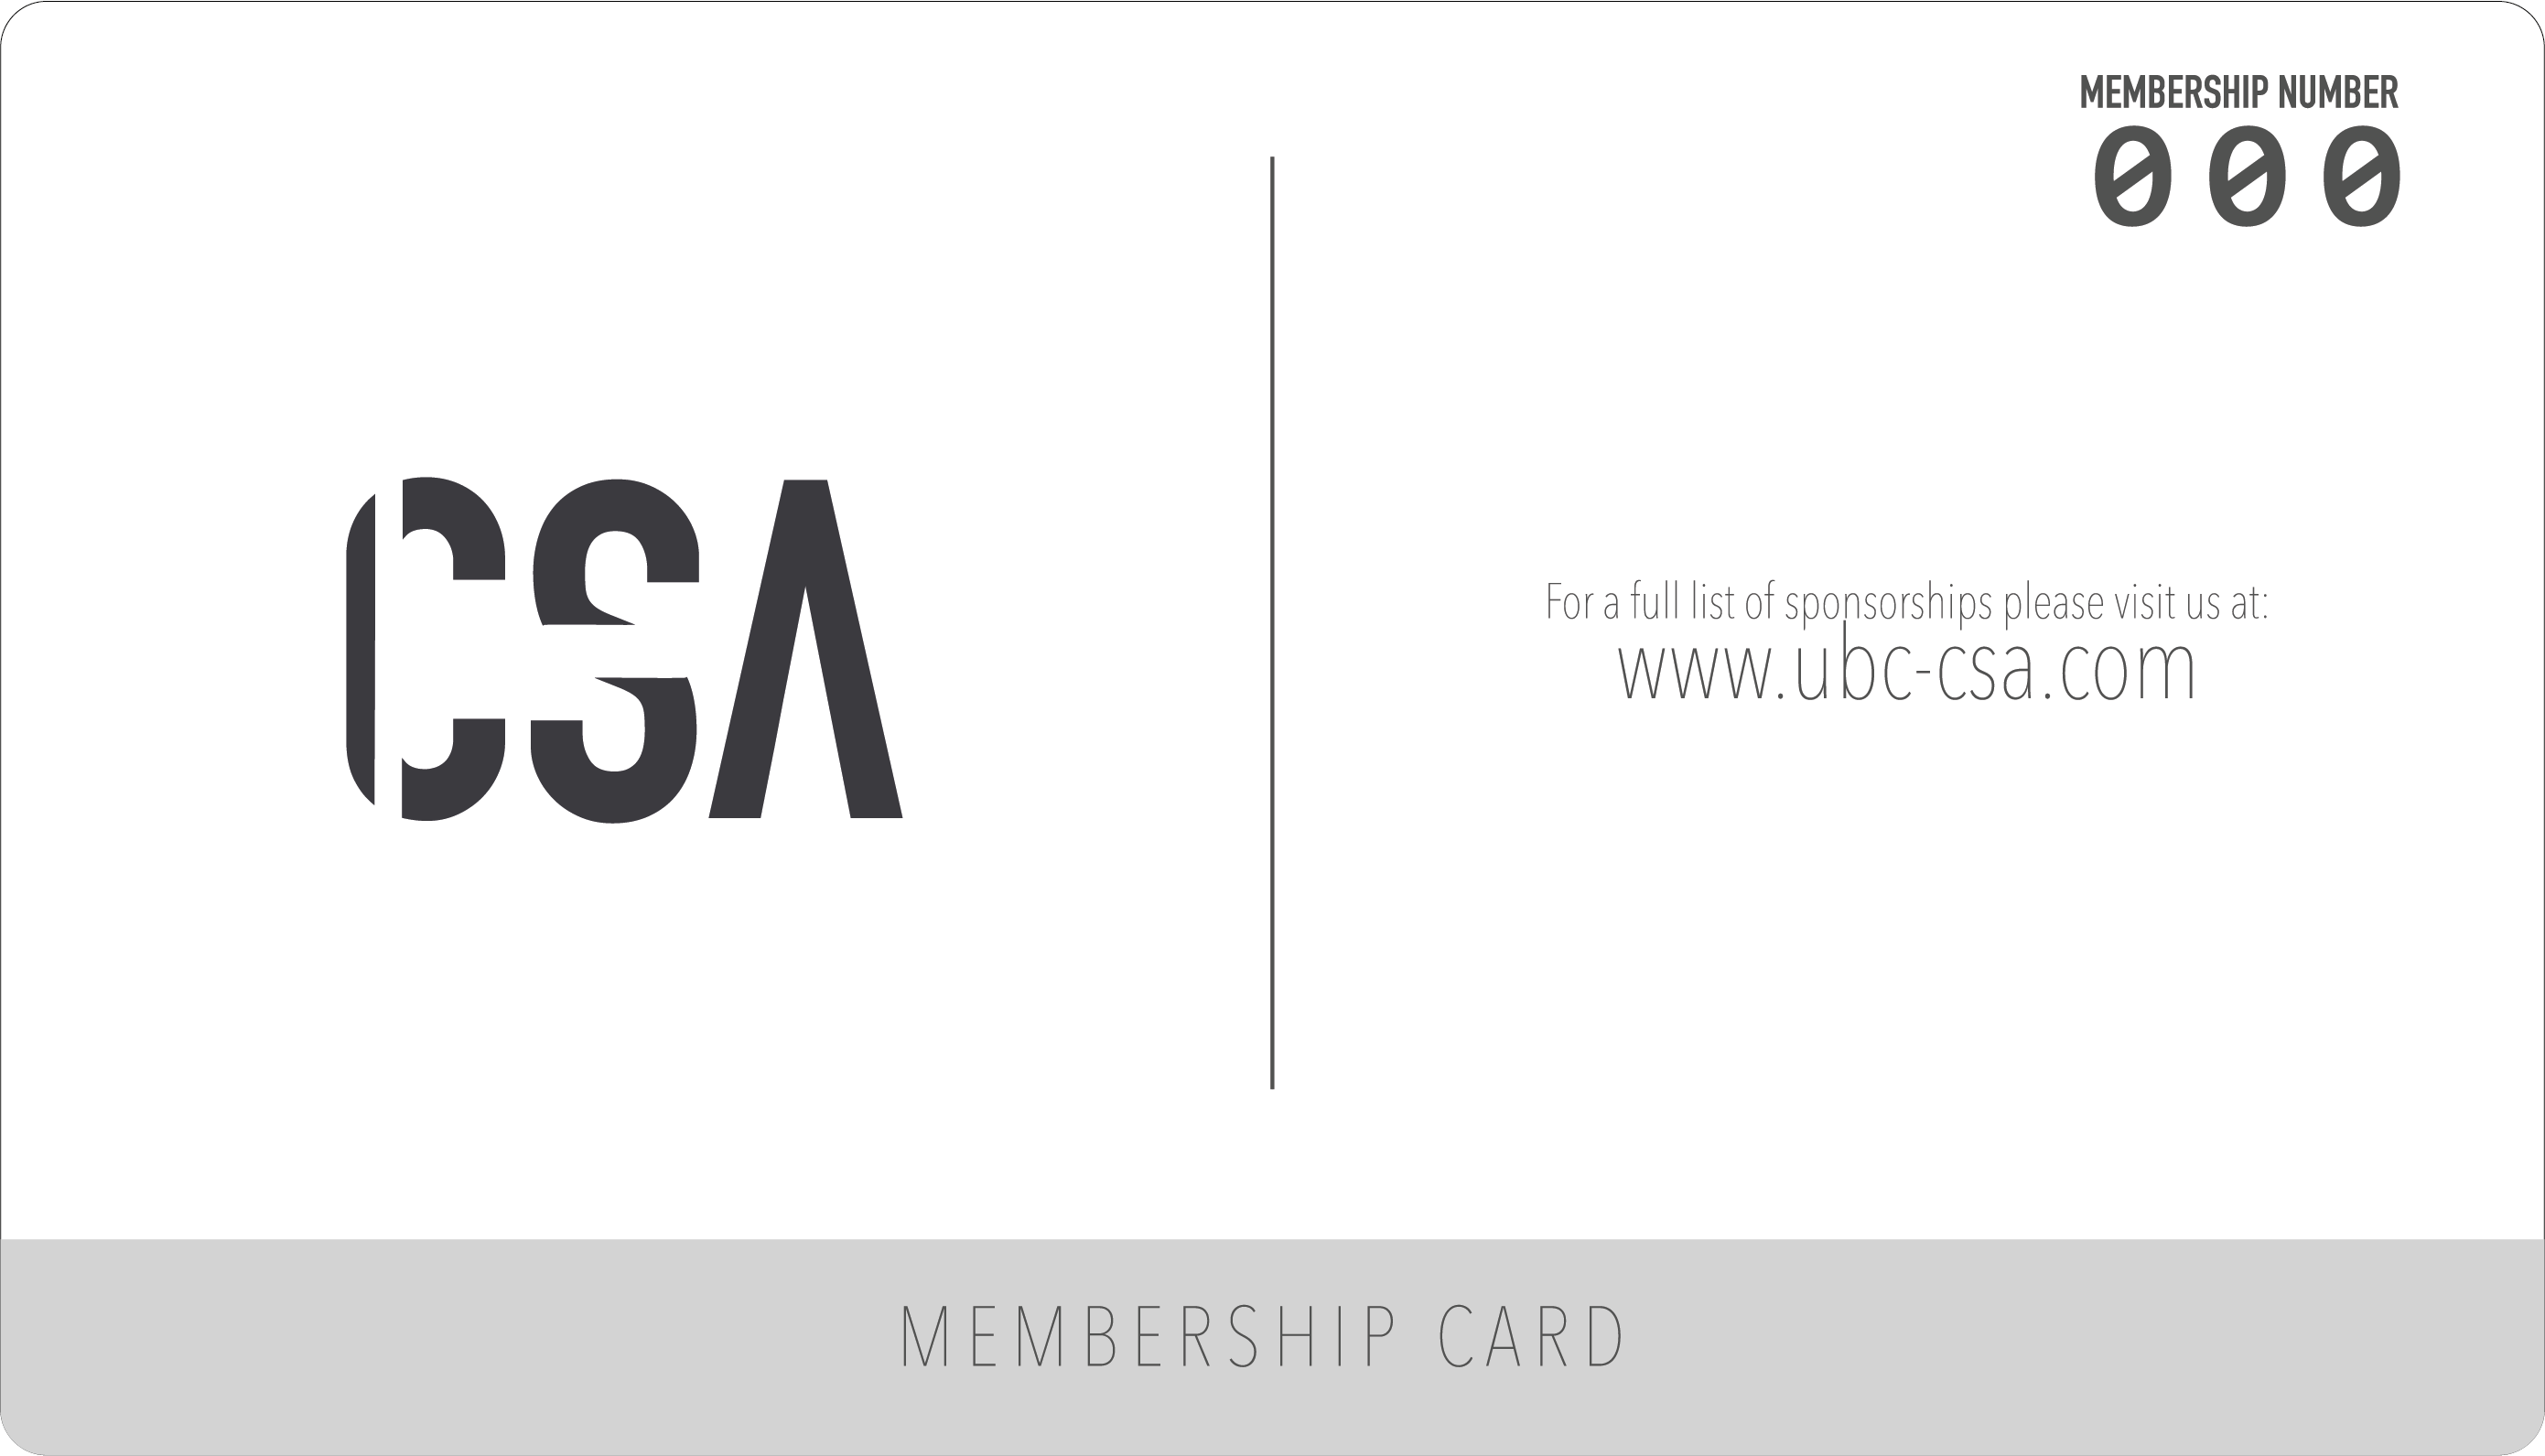 MEMBERSHIP NUMBER
000
CSA
For a full list of sponsorships please visit us at:
www.ubc-csa.com
MEMBERSHIP CARD